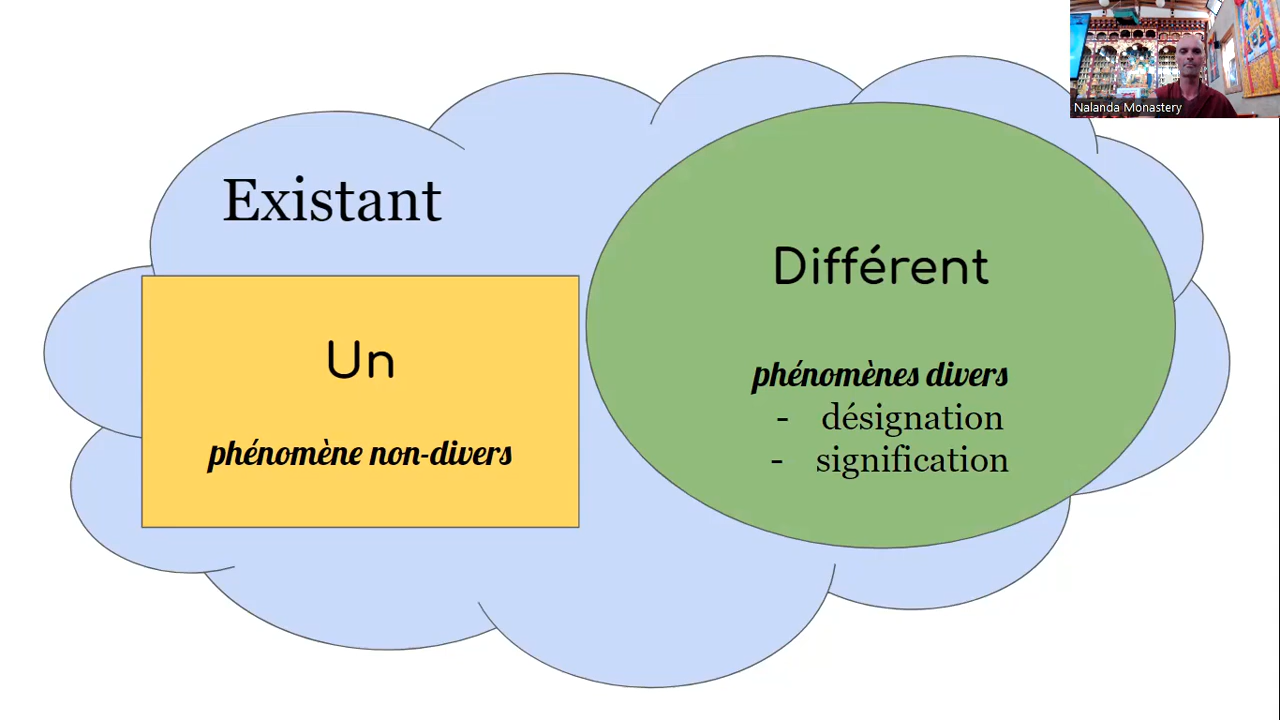 Nalanda Monastery
Existant
Un
phénomène non-divers
Différent
phénomènes divers
- désignation
- signification